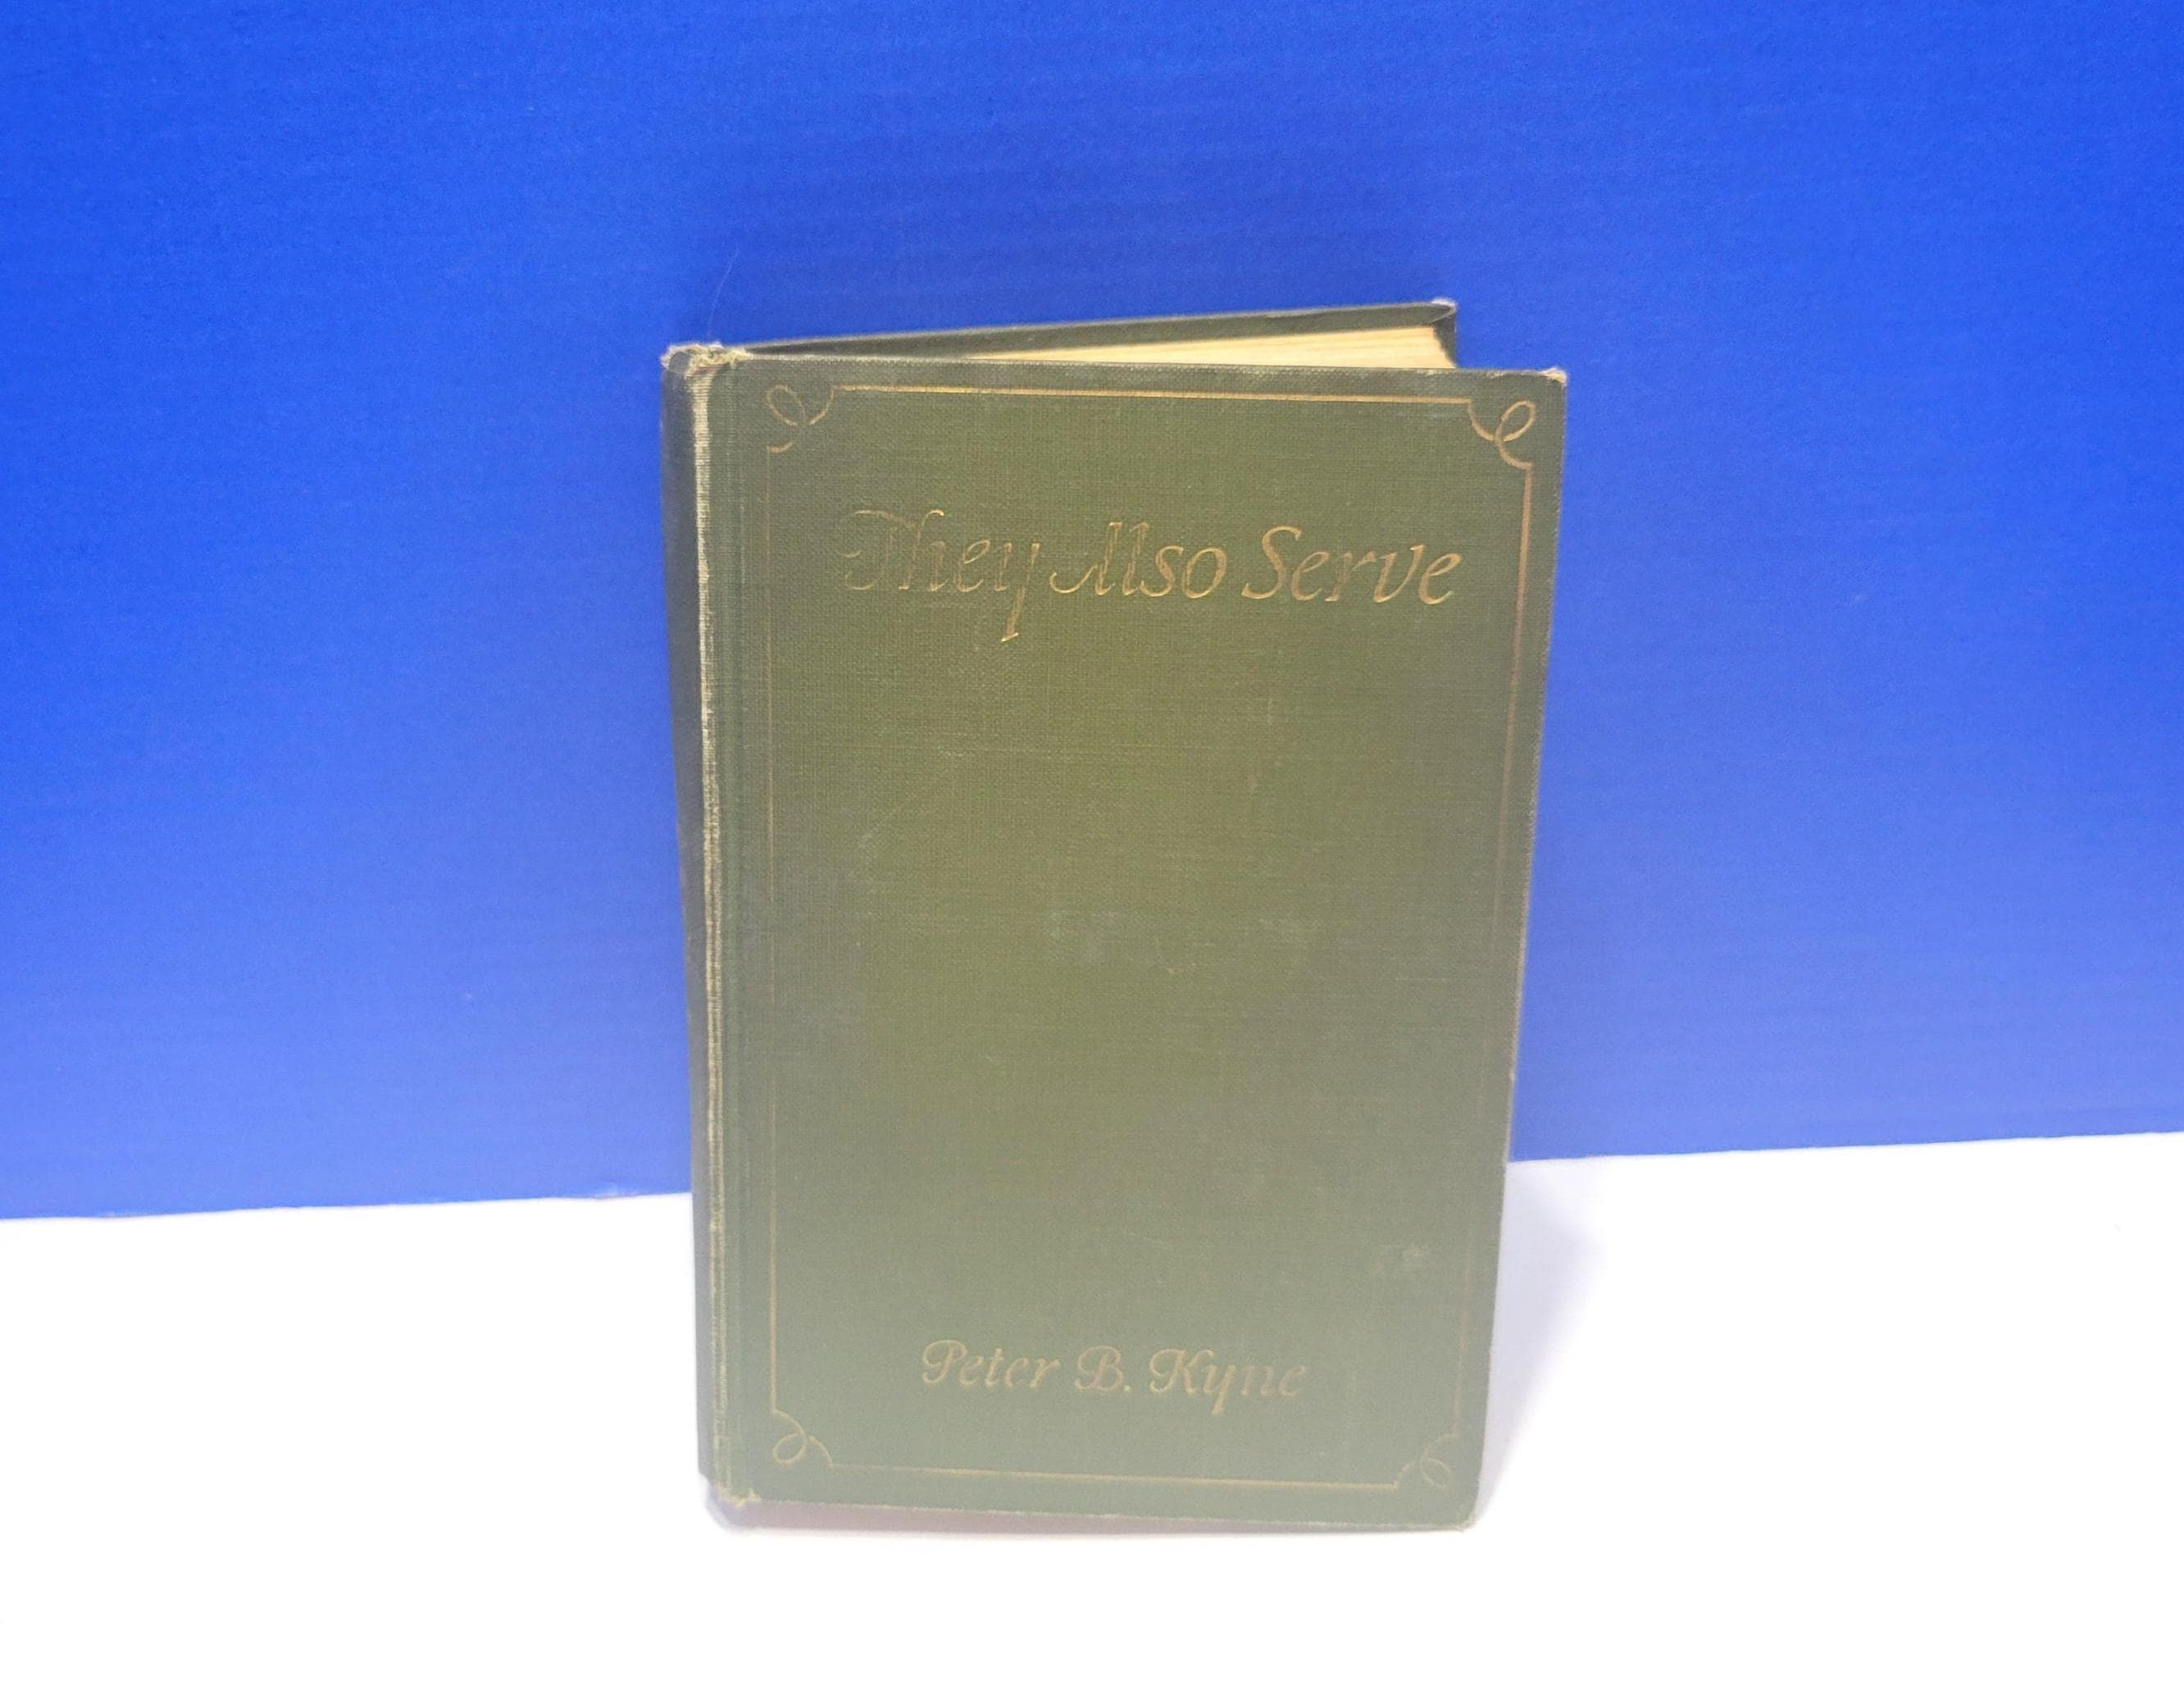 They Also Serve
Peter B. Kyne